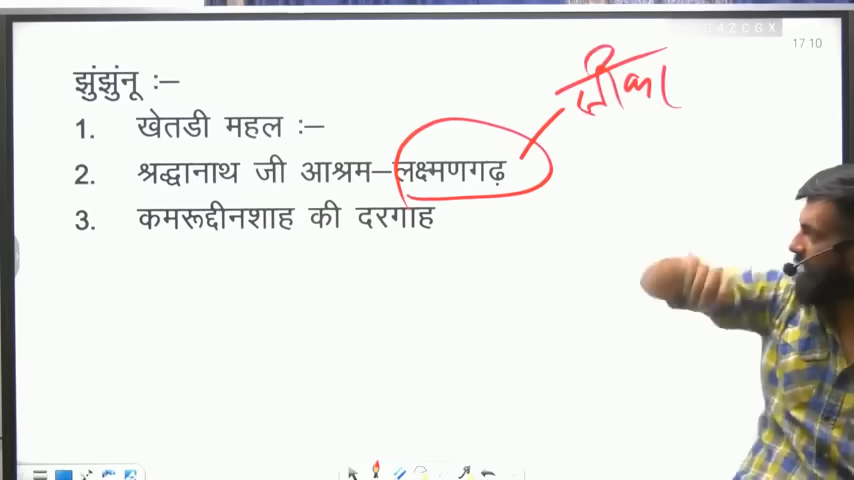 17:10
झुंझुंनू :–
1. खेतडी महल :–
2. श्रद्धानाथ जी आश्रम–लक्ष्मणगढ़
3. कमरूद्दीनशाह की दरगाह